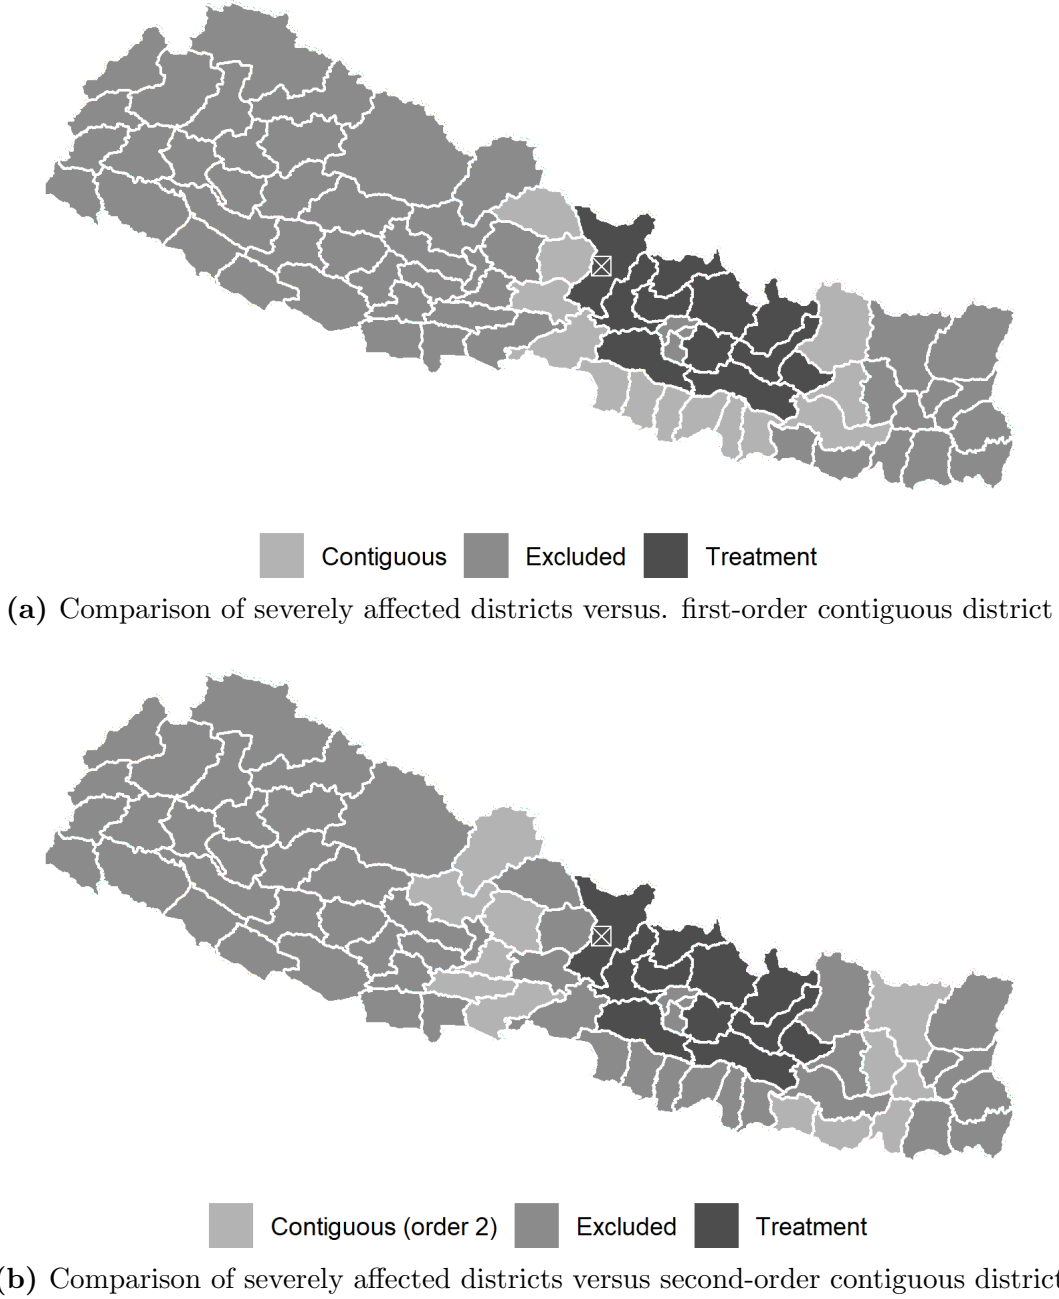 Contiguous Excluded Treatment
(a) Comparison of severely affected districts versus. first-order contiguous district
Contiguous (order 2) Excluded Treatment
(b) Comparison of severely affected districts versus second-order contiguous district